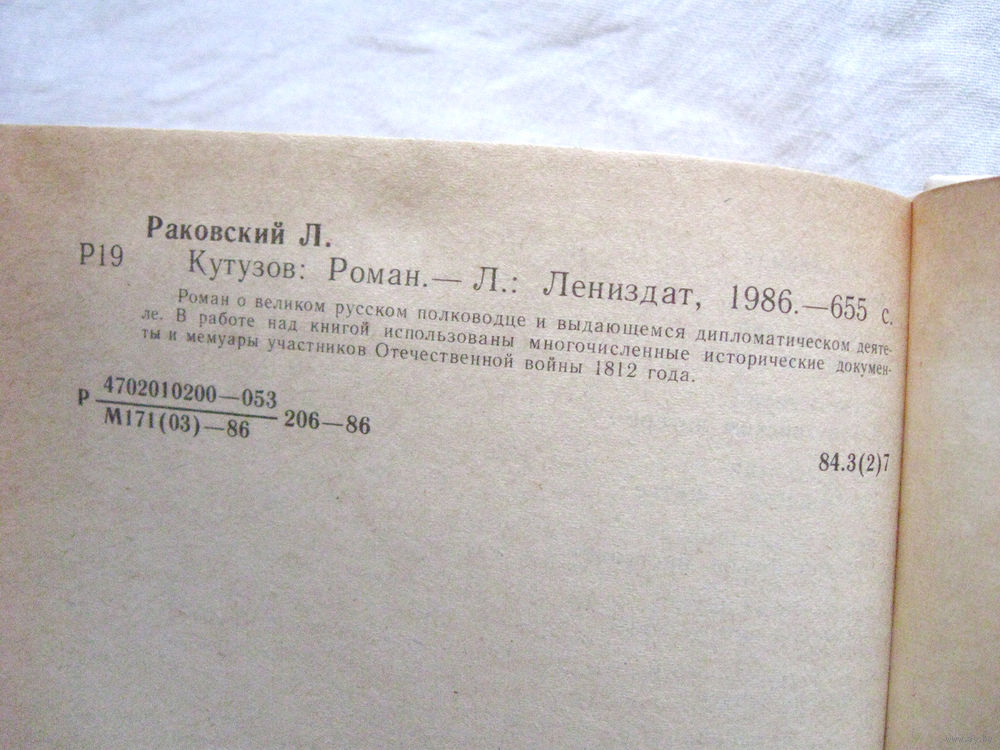 Раковский Л.
Р19 Кутузов: Роман.— Л.: Лениздат, 1986.—655 с.
Роман о великом русском полководце и выдающемся дипломатическом деяте-
ле. В работе над книгой использованы многочисленные исторические докумен-
ты и мемуары участников Отечественной войны 1812 года.
Р 4702010200—053
М171(03)—86 206—86
84.3(2)7